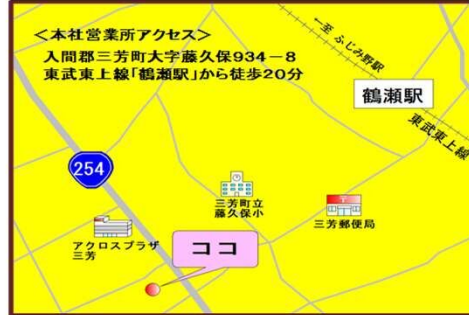 ＜本社営業所アクセス＞
入間郡三芳町大字藤久保934－8
東武東上線「鶴瀬駅」から徒歩20分
←至 ふじみ野駅
鶴瀬駅
東武東上線
254
三芳町立
藤久保小
三芳郵便局
アクロスプラザ
三芳
ココ